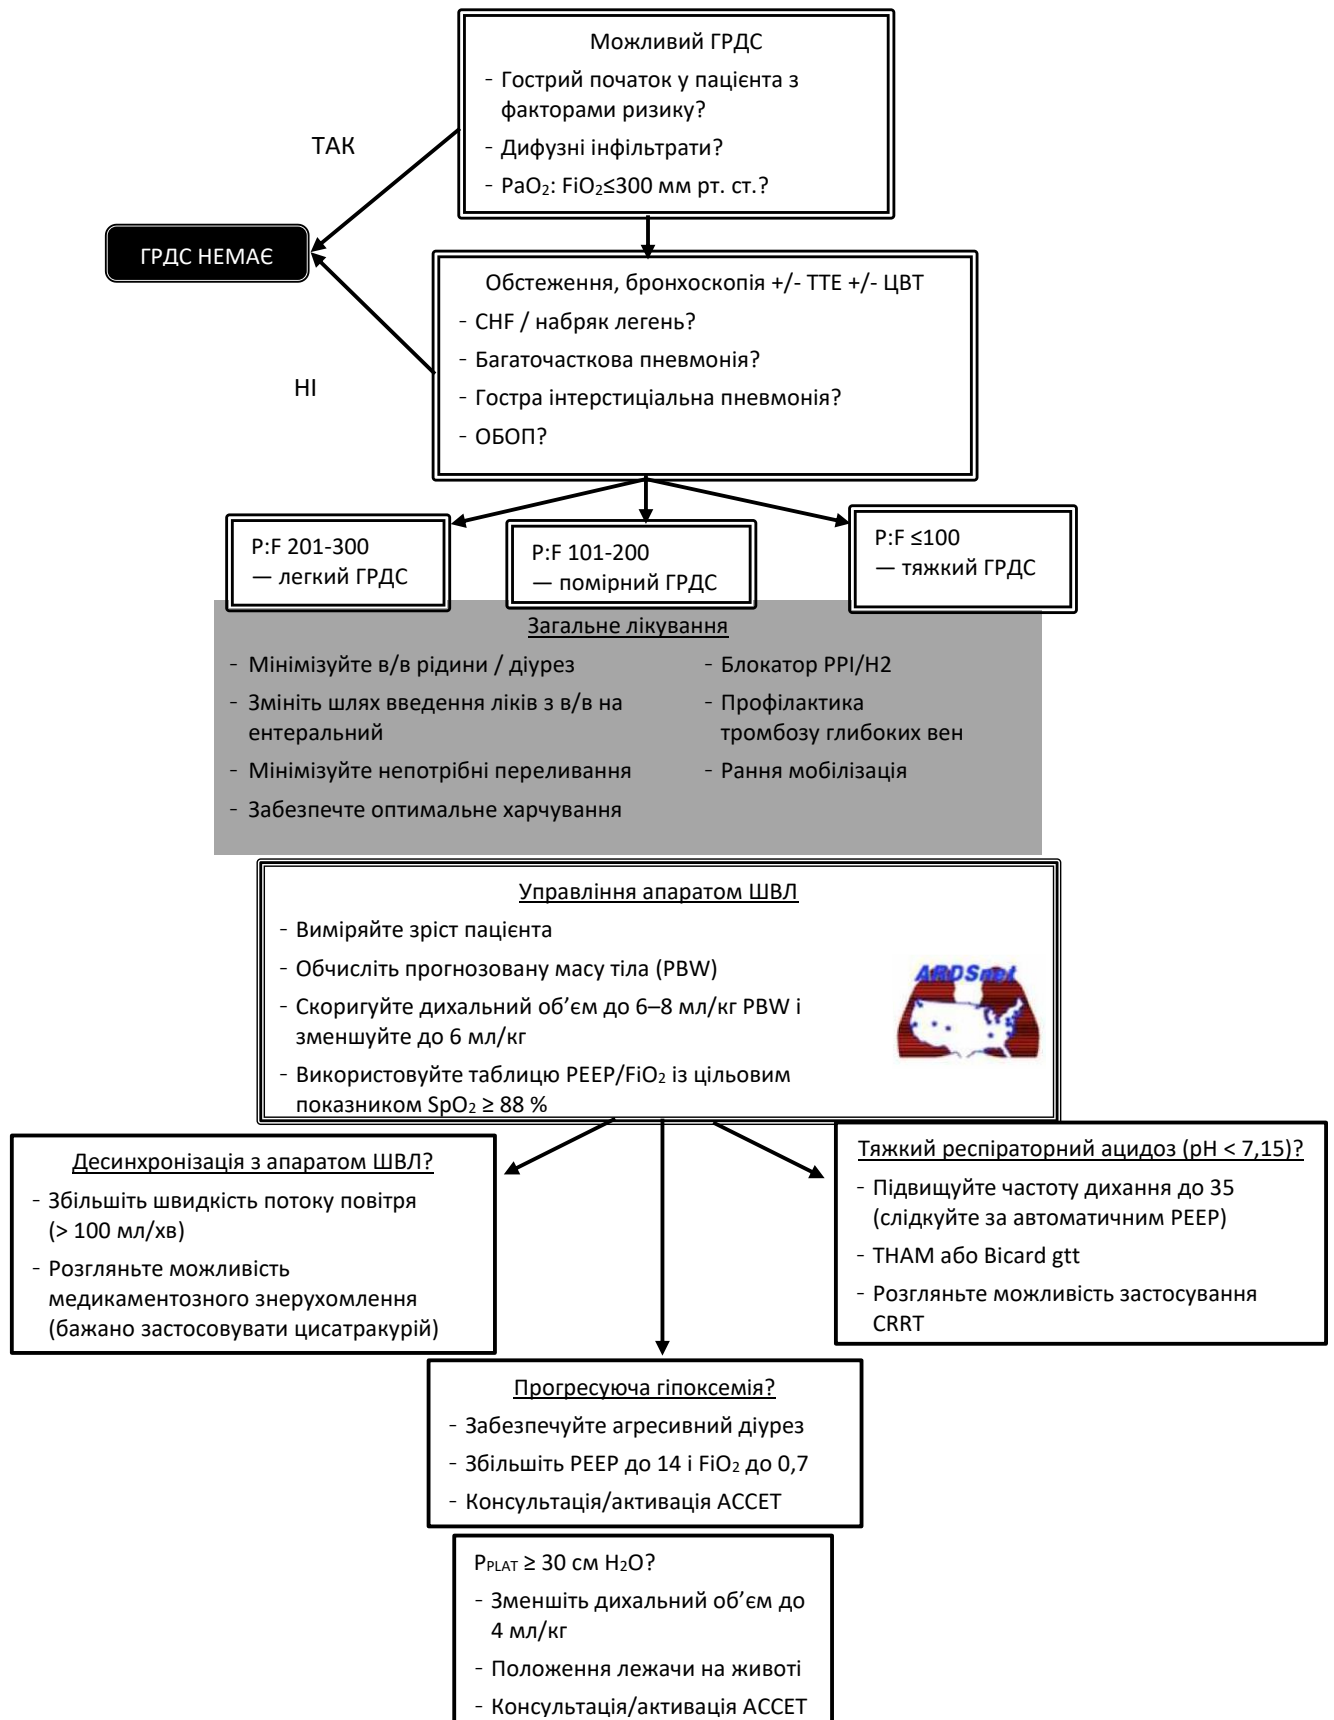 Можливий ГРДС
- Гострий початок у пацієнта з
факторами ризику?
- Дифузні інфільтрати?
- PaO₂: FiO₂≤300 мм рт. ст.?
ТАК
ГРДС НЕМАЄ
Обстеження, бронхоскопія +/- ТТЕ +/- ЦВТ
- CHF / набряк легень?
- Багаточасткова пневмонія?
- Гостра інтерстиціальна пневмонія?
- ОБОП?
НІ
P:F 201-300
— легкий ГРДС
P:F 101-200
— помірний ГРДС
P:F ≤100
— тяжкий ГРДС
Загальне лікування
- Мінімізуйте в/в рідини / діурез
- Змініть шлях введення ліків з в/в на
ентеральний
- Мінімізуйте непотрібні переливання
- Забезпечте оптимальне харчування
- Блокатор PPI/H2
- Профілактика
тромбозу глибоких вен
- Рання мобілізація
Управління апаратом ШВЛ
- Виміряйте зріст пацієнта
- Обчисліть прогнозовану масу тіла (PBW)
- Скоригуйте дихальний об’єм до 6–8 мл/кг PBW і
зменшуйте до 6 мл/кг
- Використовуйте таблицю PEEP/FiO₂ із цільовим
показником SpO₂ ≥ 88 %
ARDSnet
Десинхронізація з апаратом ШВЛ?
- Збільшіть швидкість потоку повітря
(> 100 мл/хв)
- Розгляньте можливість
медикаментозного знерухомлення
(бажано застосовувати цисатракурій)
Тяжкий респіраторний ацидоз (pH < 7,15)?
- Підвищуйте частоту дихання до 35
(слідкуйте за автоматичним PEEP)
- THAM або Bicard gtt
- Розгляньте можливість застосування
CRRT
Прогресуюча гіпоксемія?
- Забезпечуйте агресивний діурез
- Збільшіть PEEP до 14 і FiO₂ до 0,7
- Консультація/активація ACCET
PPLAT ≥ 30 см H₂O?
- Зменшіть дихальний об’єм до
4 мл/кг
- Положення лежачи на животі
- Консультація/активація ACCET